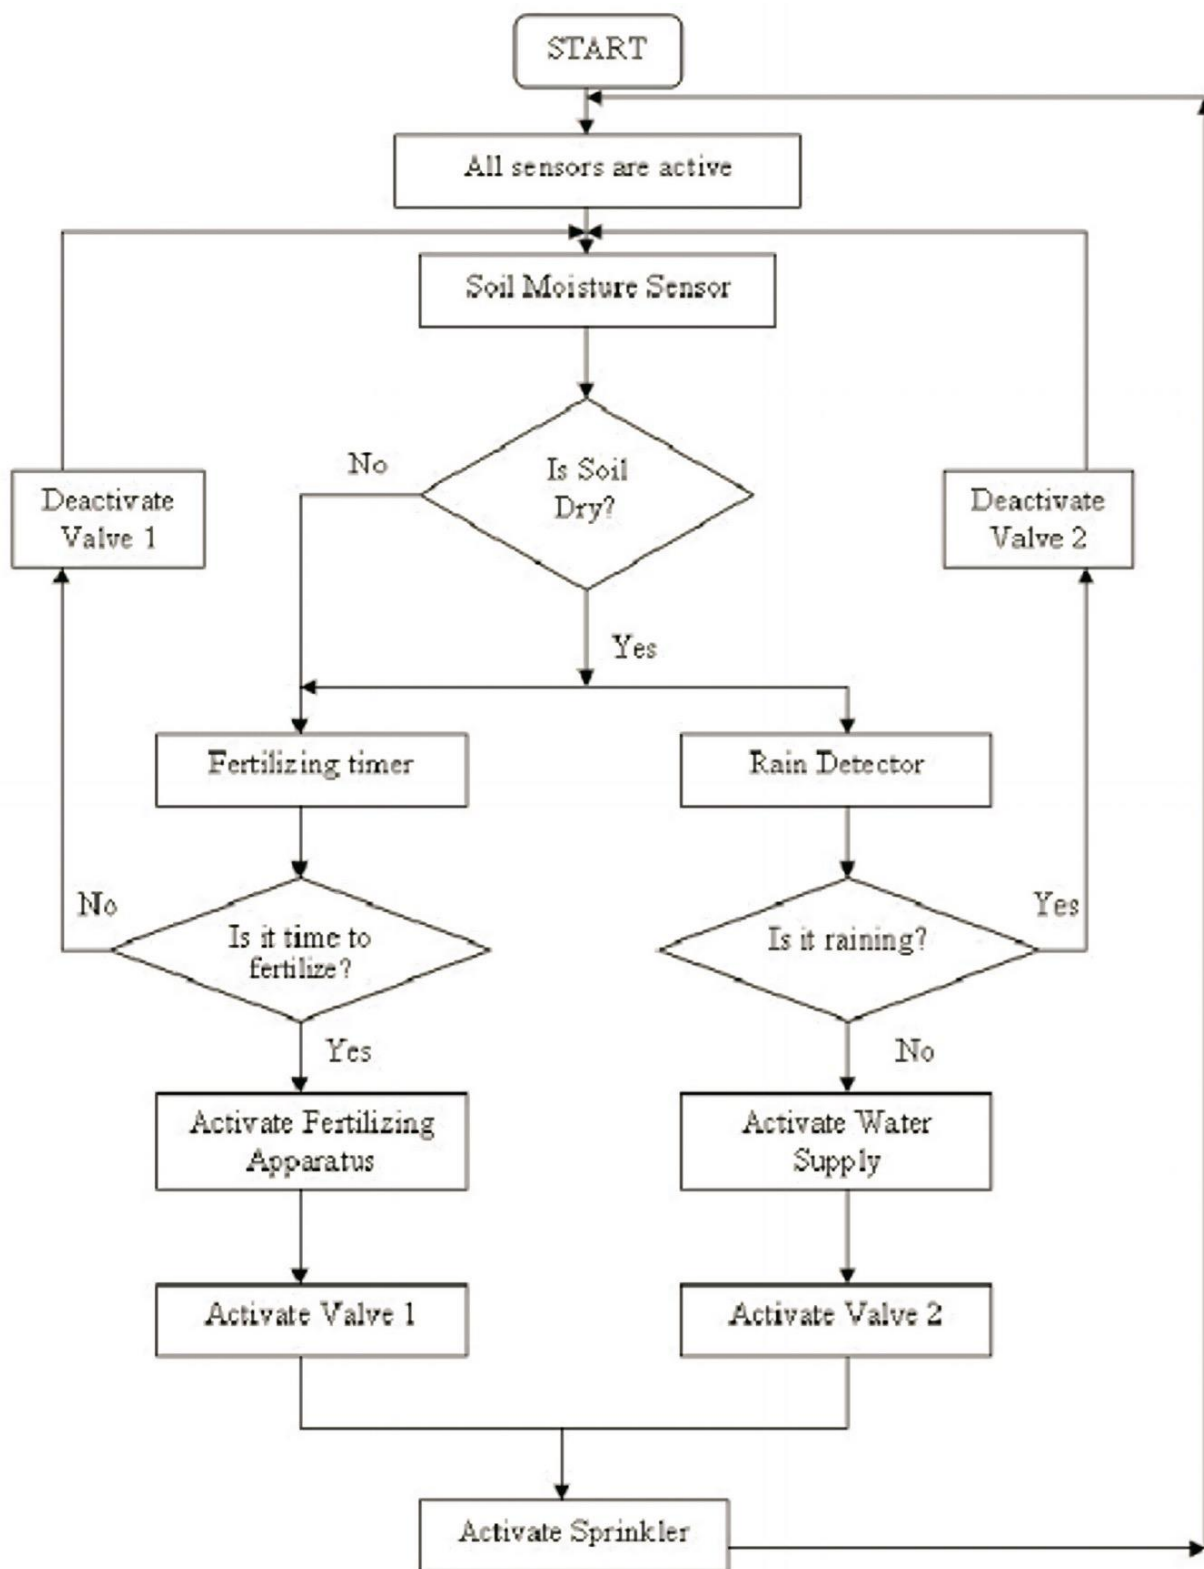 START
All sensors are active
Soil Moisture Sensor
No
Is Soil
Dry?
Deactivate
Valve 1
Deactivate
Valve 2
Yes
Fertilizing timer
Rain Detector
No
Is it time to
fertilize?
Is it raining?
Yes
Yes
No
Activate Fertilizing
Apparatus
Activate Water
Supply
Activate Valve 1
Activate Valve 2
Activate Sprinkler